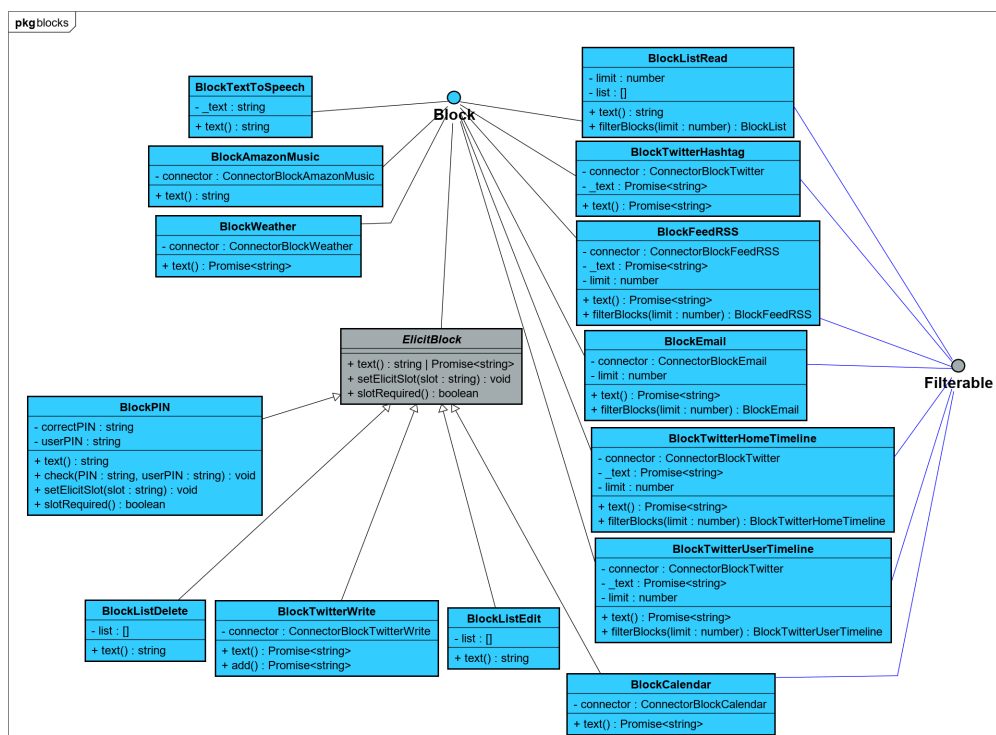 pkg blocks
BlockTextToSpeech
- _text : string
+ text() : string
Block
BlockListRead
- limit : number
- list : []
+ text() : string
+ filterBlocks(limit : number) : BlockList
BlockAmazonMusic
- connector : ConnectorBlockAmazonMusic
+ text() : string
BlockTwitterHashtag
- connector : ConnectorBlockTwitter
- _text : Promise<string>
+ text() : Promise<string>
BlockWeather
- connector : ConnectorBlockWeather
+ text() : Promise<string>
BlockFeedRSS
- connector : ConnectorBlockFeedRSS
- _text : Promise<string>
- limit : number
+ text() : Promise<string>
+ filterBlocks(limit : number) : BlockFeedRSS
ElicitBlock
+ text() : string | Promise<string>
+ setElicitSlot(slot : string) : void
+ slotRequired() : boolean
BlockEmail
- connector : ConnectorBlockEmail
- limit : number
+ text() : Promise<string>
+ filterBlocks(limit : number) : BlockEmail
Filterable
BlockPIN
- correctPIN : string
- userPIN : string
+ text() : string
+ check(PIN : string, userPIN : string) : void
+ setElicitSlot(slot : string) : void
+ slotRequired() : boolean
BlockTwitterHomeTimeline
- connector : ConnectorBlockTwitter
- _text : Promise<string>
- limit : number
+ text() : Promise<string>
+ filterBlocks(limit : number) : BlockTwitterHomeTimeline
BlockTwitterUserTimeline
- connector : ConnectorBlockTwitter
- _text : Promise<string>
- limit : number
+ text() : Promise<string>
+ filterBlocks(limit : number) : BlockTwitterUserTimeline
BlockListDelete
- list : []
+ text() : string
BlockTwitterWrite
- connector : ConnectorBlockTwitterWrite
+ text() : Promise<string>
+ add() : Promise<string>
BlockListEdit
- list : []
+ text() : string
BlockCalendar
- connector : ConnectorBlockCalendar
+ text() : Promise<string>